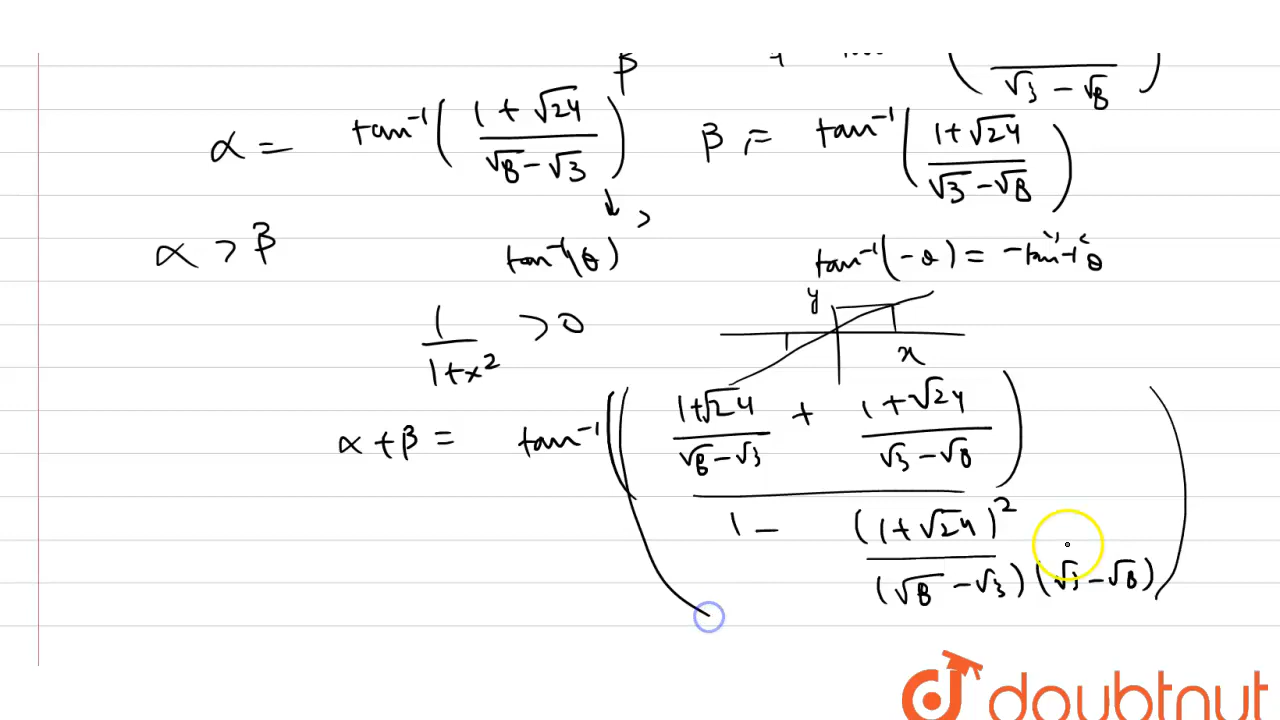 β
√3 - √8
α = tan⁻¹( (1 + √24) / (√8 - √3) )   β = tan⁻¹( (1 + √24) / (√3 - √8) )
α > β   tan⁻¹(θ) >   tan⁻¹(-θ) = -tan⁻¹θ
1 / (1+x²) > 0   y   x
α + β = tan⁻¹( ( (1+√24) / (√8 - √3) + (1 + √24) / (√3 - √8) ) / ( 1 - (1 + √24)² / ((√8 - √3)(√3 - √8)) ) )
doubtnut